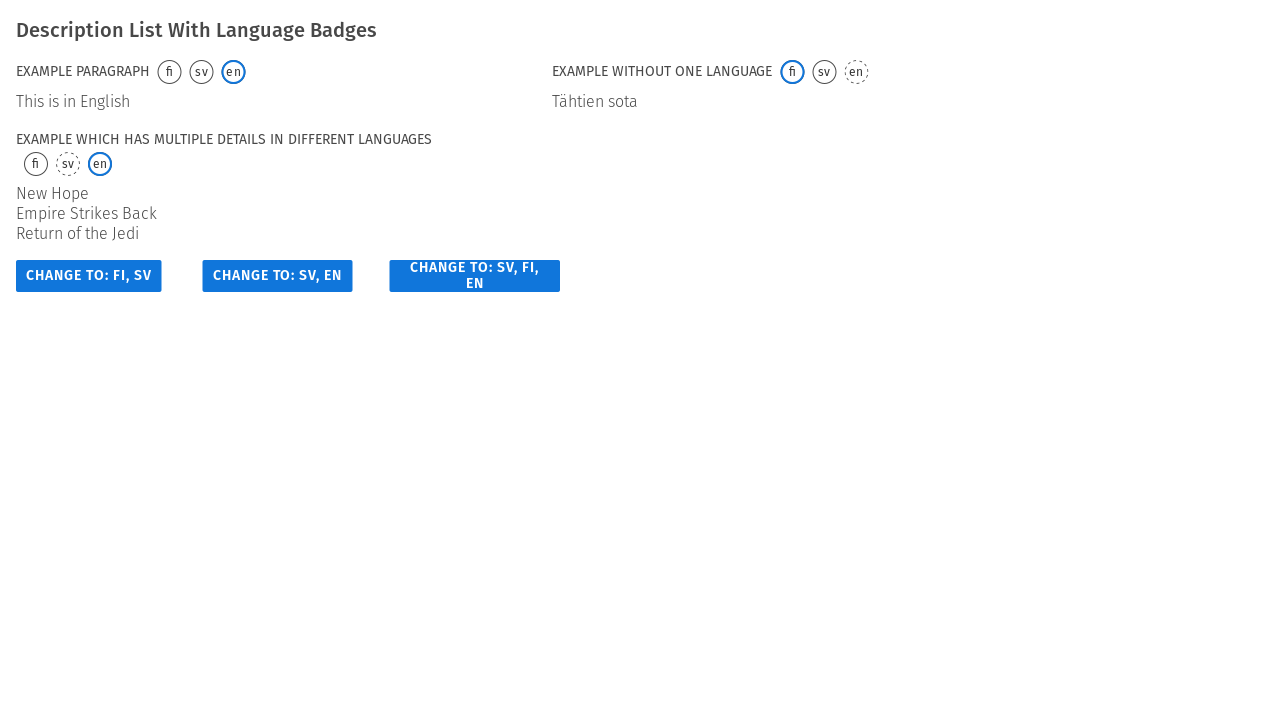 Description List With Language Badges
EXAMPLE PARAGRAPH fi sv en
This is in English
EXAMPLE WITHOUT ONE LANGUAGE fi sv en
Tähtien sota
EXAMPLE WHICH HAS MULTIPLE DETAILS IN DIFFERENT LANGUAGES
fi sv en
New Hope
Empire Strikes Back
Return of the Jedi
CHANGE TO: FI, SV
CHANGE TO: SV, EN
CHANGE TO: SV, FI,
EN